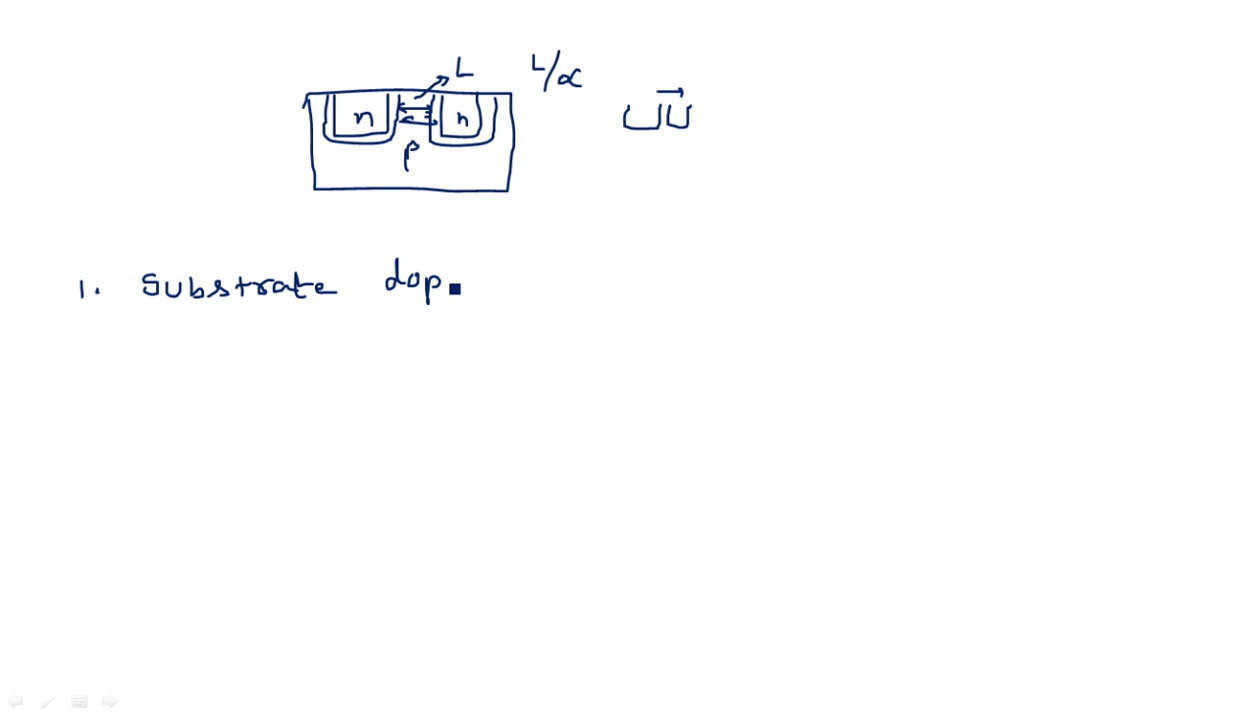 L
L/α
n n
p
1. Substrate dop.